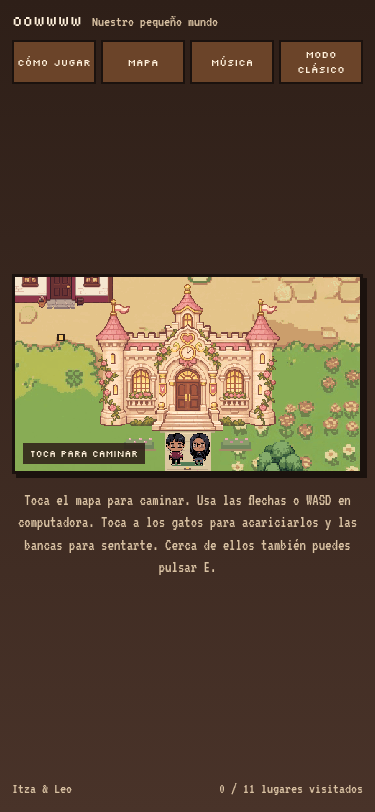 OOWWWW Nuestro pequeño mundo
CÓMO JUGAR
MAPA
MÚSICA
MODO
CLÁSICO
TOCA PARA CAMINAR
Toca el mapa para caminar. Usa las flechas o WASD en
computadora. Toca a los gatos para acariciarlos y las
bancas para sentarte. Cerca de ellos también puedes
pulsar E.
Itza & Leo
0 / 11 lugares visitados